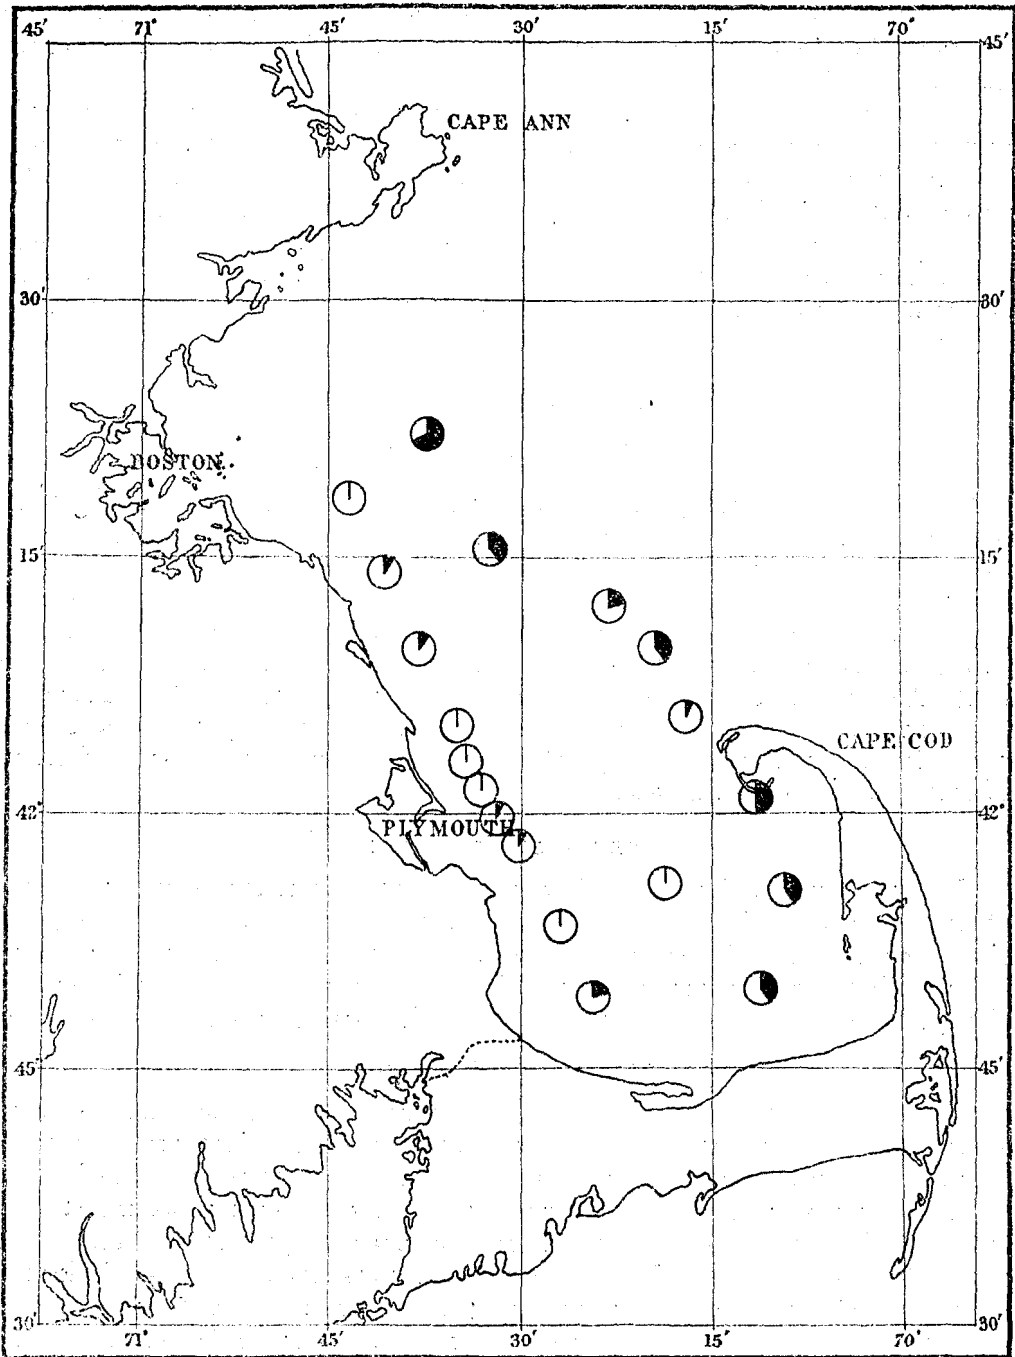 45′ 71° 45′ 30′ 15′ 70° 
45′
CAPE ANN
30′ 30′
BOSTON
15′ 15′
CAPE COD
42° 42°
PLYMOUTH
45′ 45′
30′ 30′
71° 45′ 30′ 15′ 70°